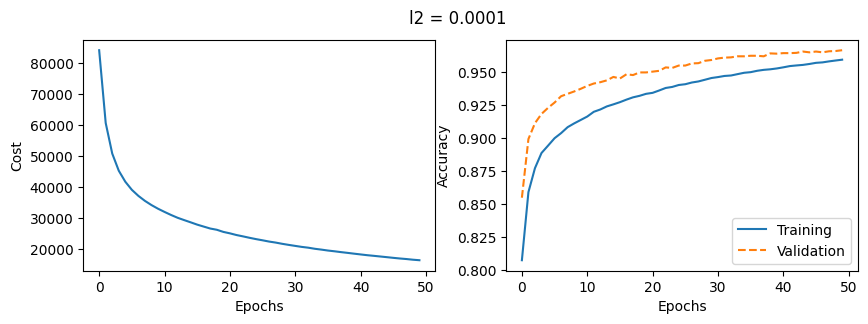 l2 = 0.0001
Cost
80000
70000
60000
50000
40000
30000
20000
0 10 20 30 40 50
Epochs
Accuracy
0.950
0.925
0.900
0.875
0.850
0.825
0.800
Training
Validation
0 10 20 30 40 50
Epochs